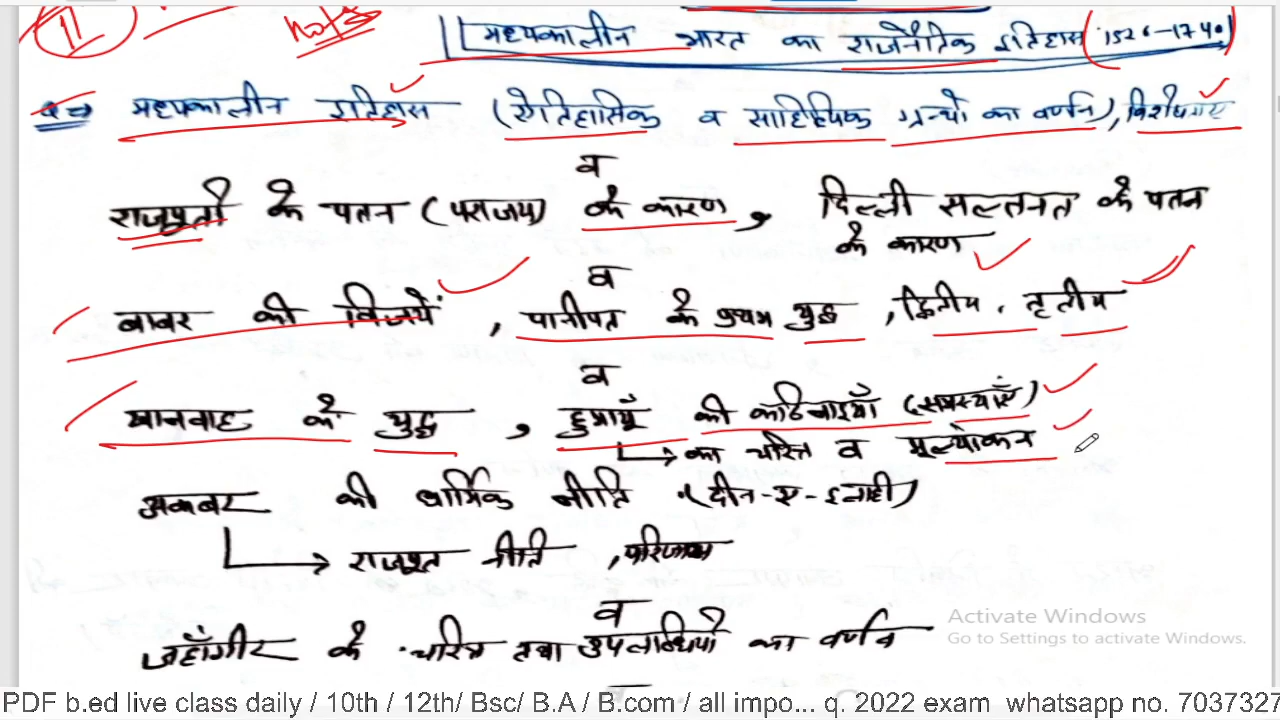 11
Notes
मध्यकालीन भारत का राजनैतिक इतिहास (1526-1740)
मध्यकालीन इतिहास (ऐतिहासिक व साहित्यिक ग्रन्थों का वर्णन), विशेषताएं
व
राजपूतों के पतन (पराजय) के कारण, दिल्ली सल्तनत के पतन
के कारण
व
बाबर की विजयें, पानीपत के प्रथम युद्ध, द्वितीय, तृतीय
व
खानवाह के युद्ध, हुमायूँ की कठिनाइयाँ (समस्याएँ)
का चरित्र व मूल्यांकन
अकबर की धार्मिक नीति (दीन-ए-इलाही)
राजपूत नीति, परिणाम
व
जहाँगीर के चरित्र तथा उपलब्धियों का वर्णन
Activate Windows
Go to Settings to activate Windows.
PDF b.ed live class daily / 10th / 12th/ Bsc/ B.A / B.com / all impo... q. 2022 exam whatsapp no. 7037327